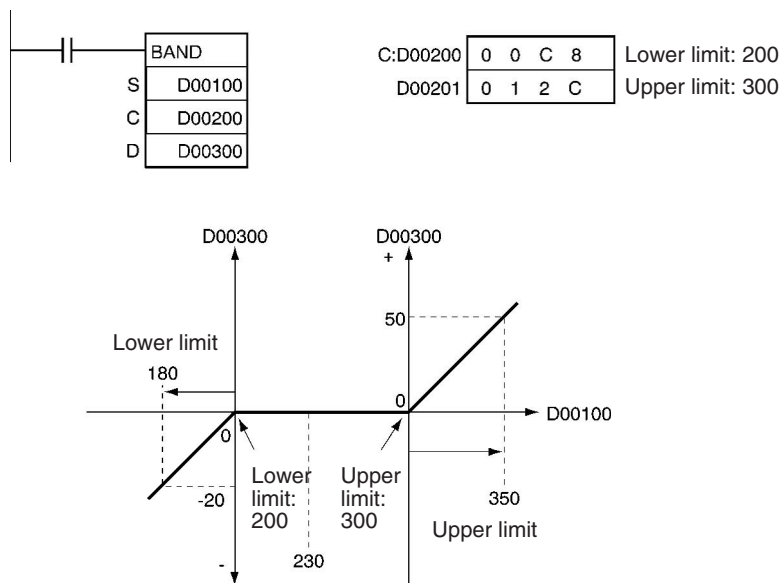 BAND
S D00100
C D00200
D D00300
C:D00200 0 0 C 8 Lower limit: 200
D00201 0 1 2 C Upper limit: 300
D00300 D00300
+
50
Lower limit
180
0
D00100
0
Lower
limit:
200
Upper
limit:
300
-20
350
Upper limit
230
-